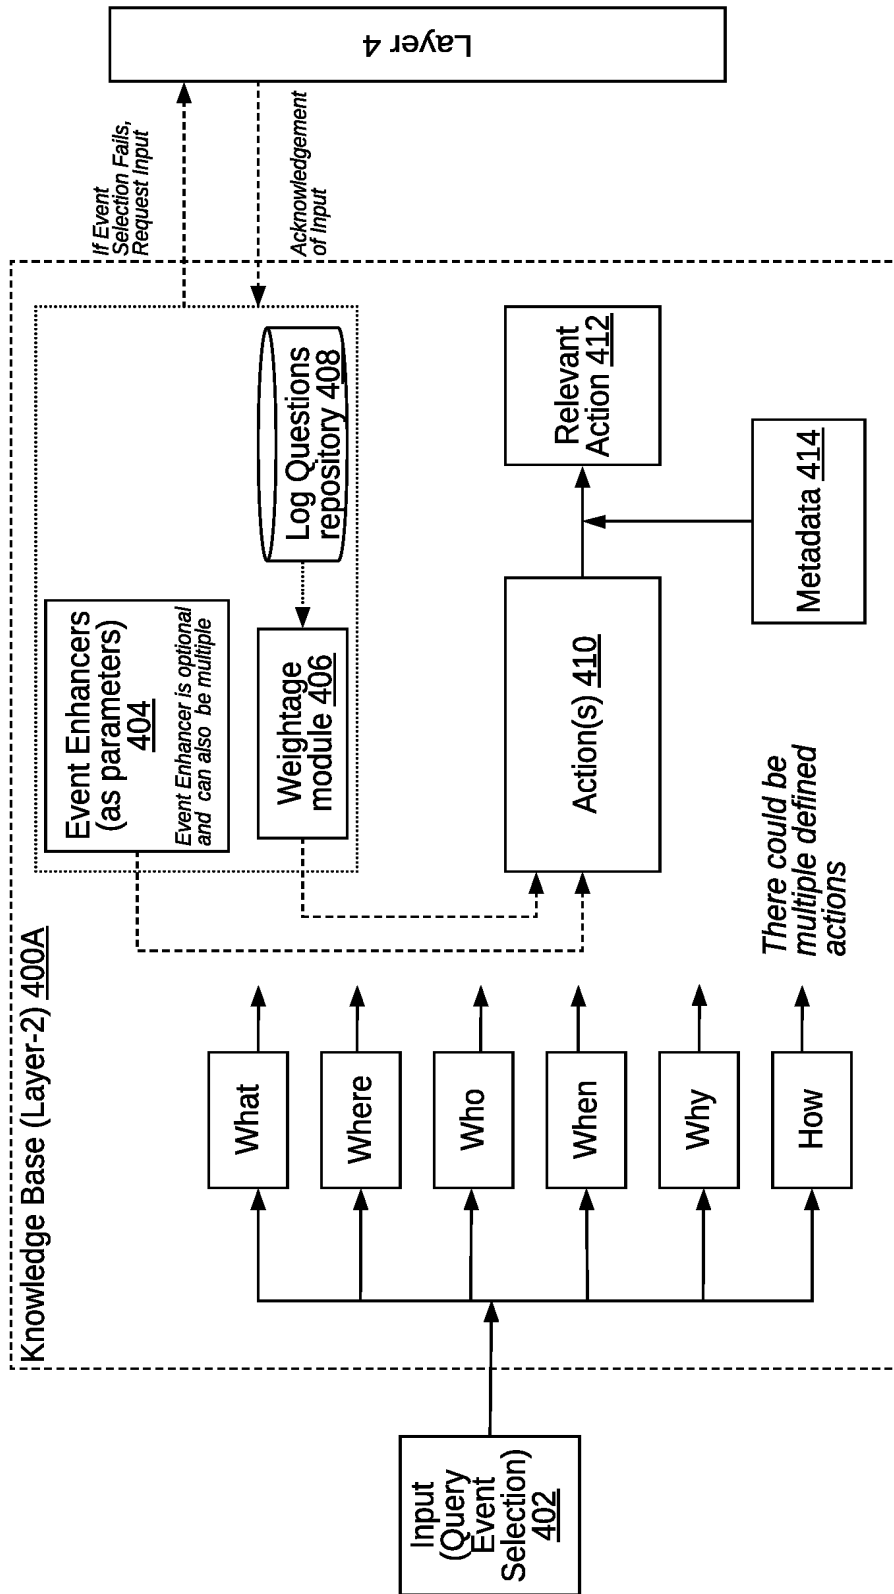 Knowledge Base (Layer-2) 400A
Input
(Query
Event
Selection)
402
What
Where
Who
When
Why
How
There could be
multiple defined
actions
Event Enhancers
(as parameters)
404
Event Enhancer is optional
and can also be multiple
Weightage
module 406
Log Questions
repository 408
Action(s) 410
Relevant
Action 412
Metadata 414
If Event
Selection Fails,
Request Input
Acknowledgement
of Input
Layer 4